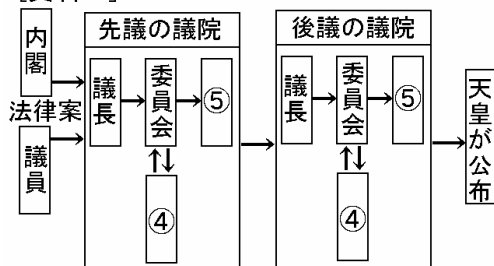 内閣
法律案
議員
先議の議院
議長
委員会
⑤
④
後議の議院
議長
委員会
⑤
④
天皇が公布